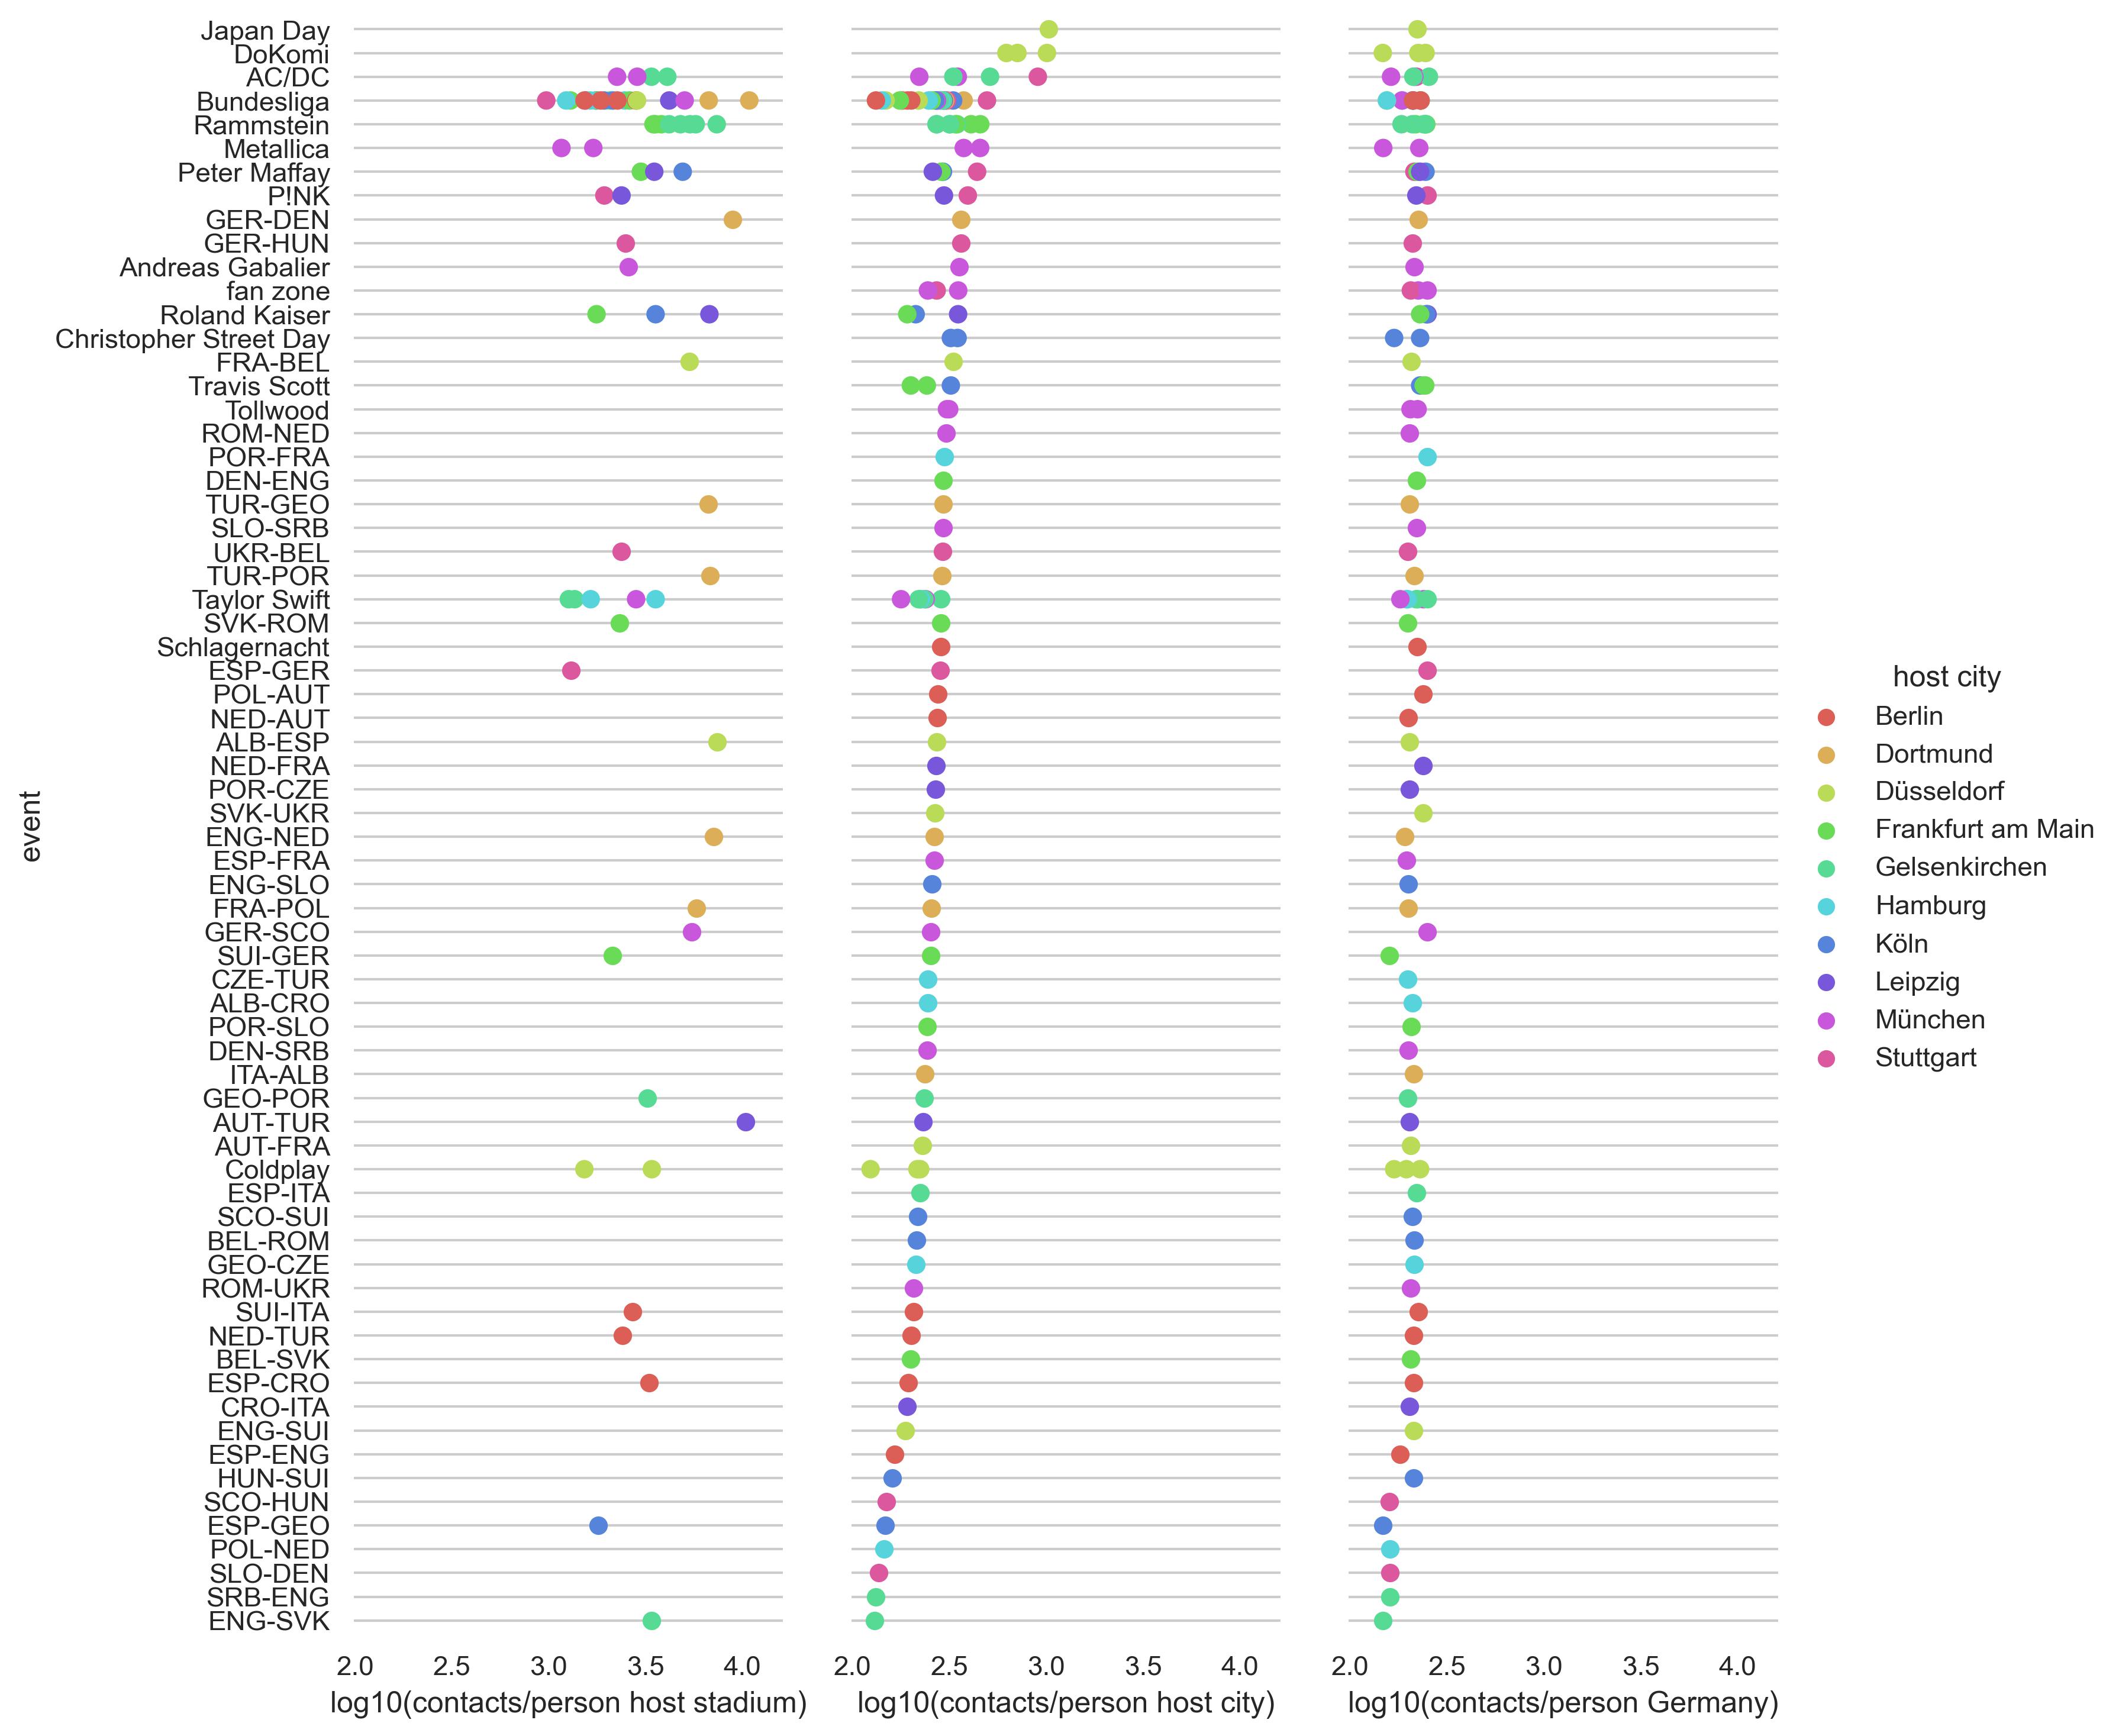 Japan Day
DoKomi
AC/DC
Bundesliga
Rammstein
Metallica
Peter Maffay
P!NK
GER-DEN
GER-HUN
Andreas Gabalier
fan zone
Roland Kaiser
Christopher Street Day
FRA-BEL
Travis Scott
Tollwood
ROM-NED
POR-FRA
DEN-ENG
TUR-GEO
SLO-SRB
UKR-BEL
TUR-POR
Taylor Swift
SVK-ROM
Schlagernacht
ESP-GER
POL-AUT
NED-AUT
ALB-ESP
NED-FRA
POR-CZE
SVK-UKR
ENG-NED
ESP-FRA
ENG-SLO
FRA-POL
GER-SCO
SUI-GER
CZE-TUR
ALB-CRO
POR-SLO
DEN-SRB
ITA-ALB
GEO-POR
AUT-TUR
AUT-FRA
Coldplay
ESP-ITA
SCO-SUI
BEL-ROM
GEO-CZE
ROM-UKR
SUI-ITA
NED-TUR
BEL-SVK
ESP-CRO
CRO-ITA
ENG-SUI
ESP-ENG
HUN-SUI
SCO-HUN
ESP-GEO
POL-NED
SLO-DEN
SRB-ENG
ENG-SVK
event
2.0 2.5 3.0 3.5 4.0
log10(contacts/person host stadium)
2.0 2.5 3.0 3.5 4.0
log10(contacts/person host city)
2.0 2.5 3.0 3.5 4.0
log10(contacts/person Germany)
host city
Berlin
Dortmund
Düsseldorf
Frankfurt am Main
Gelsenkirchen
Hamburg
Köln
Leipzig
München
Stuttgart